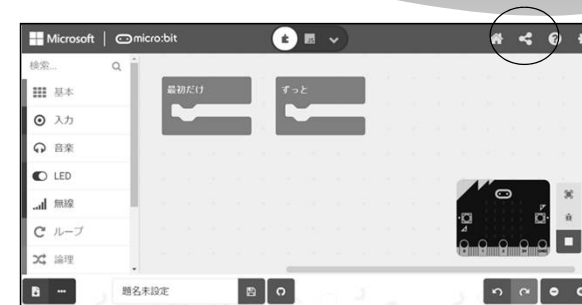 Microsoft micro:bit
検索...
基本
入力
音楽
LED
無線
ループ
論理
最初だけ
ずっと
題名未設定